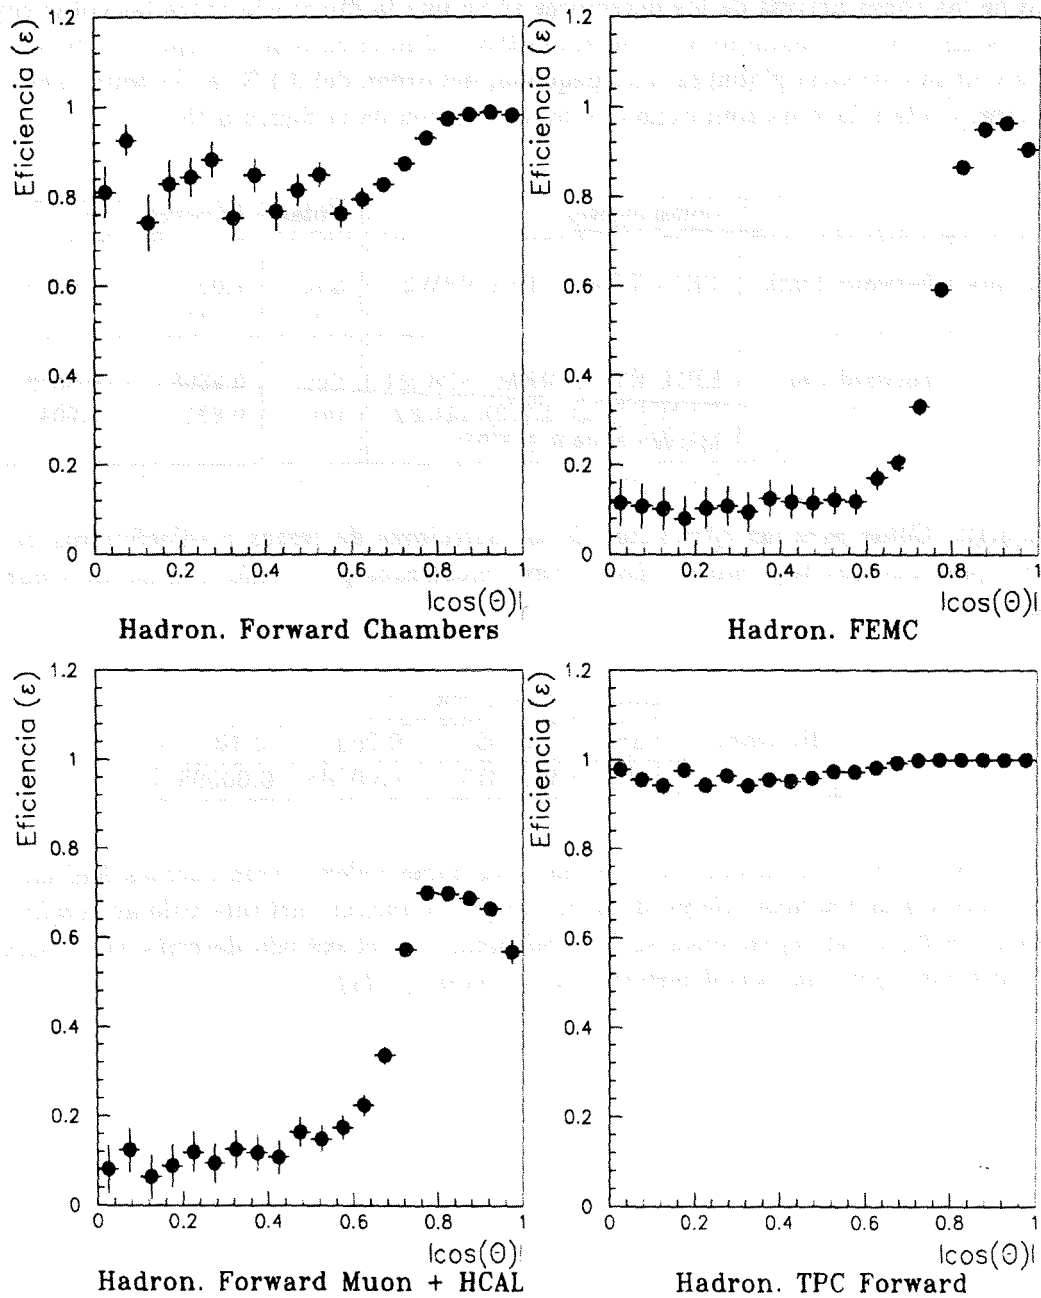 Eficiencia (ε)
1.2
1
0.8
0.6
0.4
0.2
0
0 0.2 0.4 0.6 0.8 1
|cos(Θ)|
Hadron. Forward Chambers
Eficiencia (ε)
1.2
1
0.8
0.6
0.4
0.2
0
0 0.2 0.4 0.6 0.8 1
|cos(Θ)|
Hadron. FEMC
Eficiencia (ε)
1.2
1
0.8
0.6
0.4
0.2
0
0 0.2 0.4 0.6 0.8 1
|cos(Θ)|
Hadron. Forward Muon + HCAL
Eficiencia (ε)
1.2
1
0.8
0.6
0.4
0.2
0
0 0.2 0.4 0.6 0.8 1
|cos(Θ)|
Hadron. TPC Forward